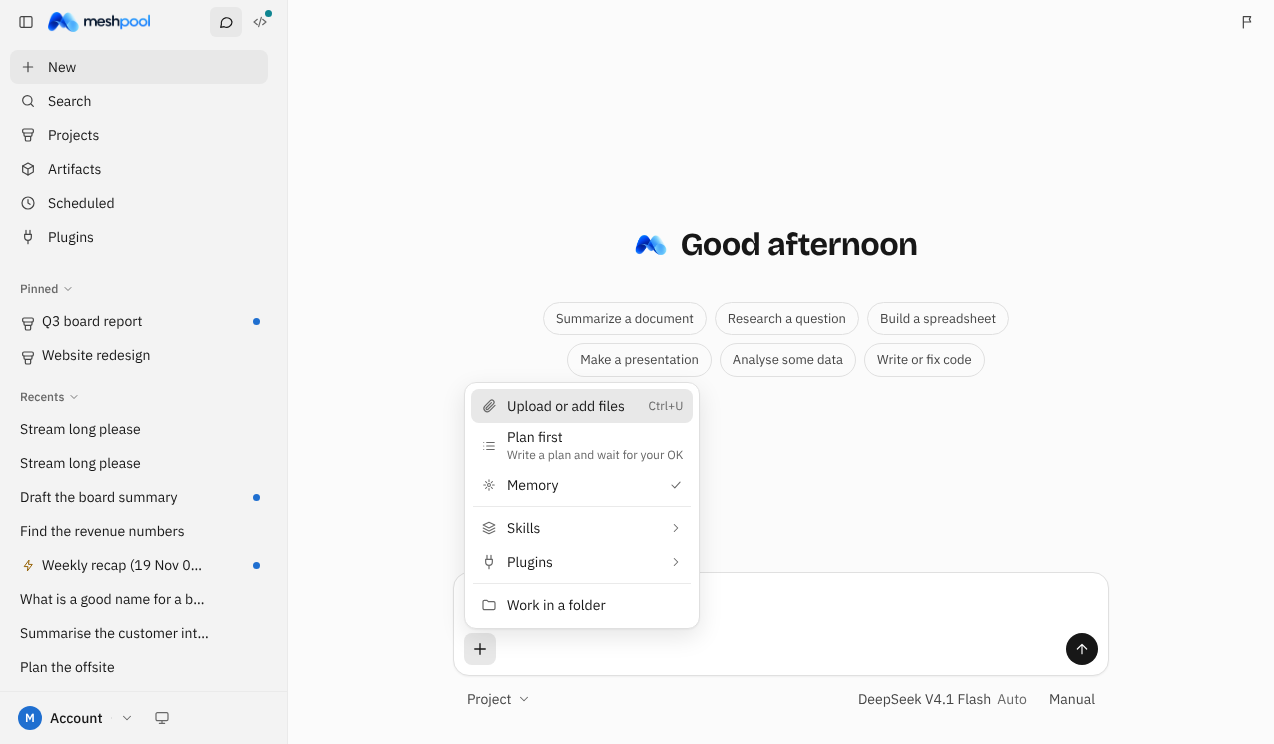 meshpool
New
Search
Projects
Artifacts
Scheduled
Plugins
Pinned
Q3 board report
Website redesign
Recents
Stream long please
Stream long please
Draft the board summary
Find the revenue numbers
Weekly recap (19 Nov 0...
What is a good name for a b...
Summarise the customer int...
Plan the offsite
M Account
Good afternoon
Summarize a document Research a question Build a spreadsheet
Make a presentation Analyse some data Write or fix code
Upload or add files Ctrl+U
Plan first
Write a plan and wait for your OK
Memory
Skills
Plugins
Work in a folder
Project DeepSeek V4.1 Flash Auto Manual